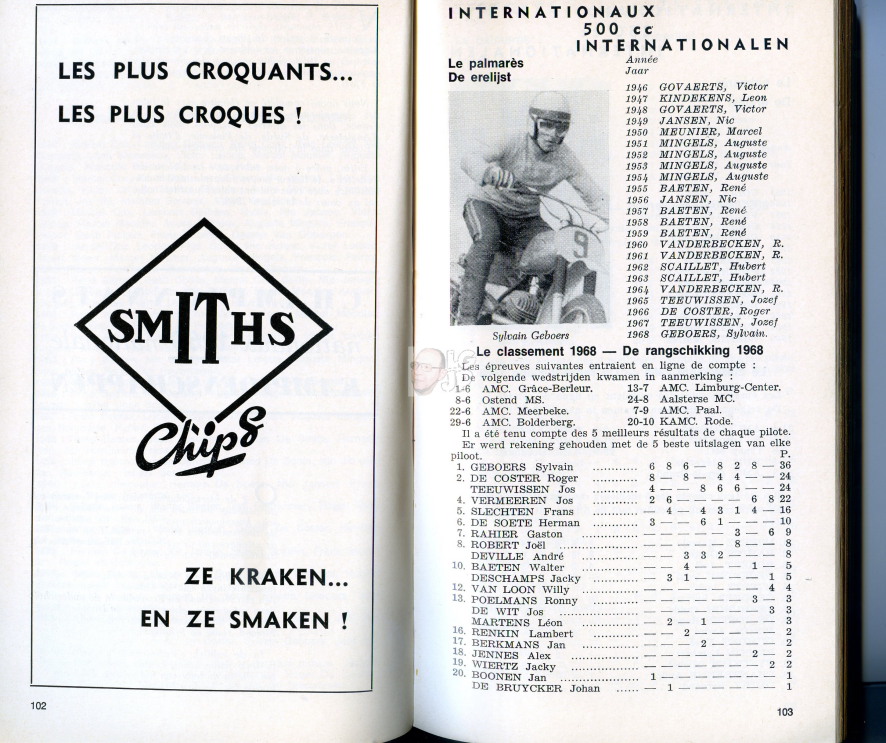 LES PLUS CROQUANTS...
LES PLUS CROQUES !
SMITHS
Chips
ZE KRAKEN...
EN ZE SMAKEN !
102
INTERNATIONAUX
500 cc
INTERNATIONALEN
Le palmarès
De erelijst
Année
Jaar
1946 GOVAERTS, Victor
1947 KINDEKENS, Leon
1948 GOVAERTS, Victor
1949 JANSEN, Nic
1950 MEUNIER, Marcel
1951 MINGELS, Auguste
1952 MINGELS, Auguste
1953 MINGELS, Auguste
1954 MINGELS, Auguste
1955 BAETEN, René
1956 JANSEN, Nic
1957 BAETEN, René
1958 BAETEN, René
1959 BAETEN, René
1960 VANDERBECKEN, R.
1961 VANDERBECKEN, R.
1962 SCAILLET, Hubert
1963 SCAILLET, Hubert
1964 VANDERBECKEN, R.
1965 TEEUWISSEN, Jozef
1966 DE COSTER, Roger
1967 TEEUWISSEN, Jozef
1968 GEBOERS, Sylvain.
9
Sylvain Geboers
Le classement 1968 — De rangschikking 1968
Les épreuves suivantes entraient en ligne de compte :
De volgende wedstrijden kwamen in aanmerking :
1-6 AMC. Grâce-Berleur. 13-7 AMC. Limburg-Center.
8-6 Ostend MS. 24-8 Aalsterse MC.
22-6 AMC. Meerbeke. 7-9 AMC. Paal.
29-6 AMC. Bolderberg. 20-10 KAMC. Rode.
Il a été tenu compte des 5 meilleurs résultats de chaque pilote.
Er werd rekening gehouden met de 5 beste uitslagen van elke
piloot. P.
1. GEBOERS Sylvain ............ 6 8 6 — 8 2 8 — 36
2. DE COSTER Roger ............ 8 — 8 — 4 4 — — 24
TEEUWISSEN Jos ............ 4 — — 8 6 6 — — 24
4. VERMEEREN Jos ............ 2 6 — — — — 6 8 22
5. SLECHTEN Frans ............ — 4 — 4 3 1 4 — 16
6. DE SOETE Herman ............ 3 — — 6 1 — — — 10
7. RAHIER Gaston ............ — — — — — 3 — 6 9
8. ROBERT Joël ............ — — — — — 8 — — 8
DEVILLE André ............ — — 3 3 2 — — — 8
10. BAETEN Walter ............ — — 4 — — — 1 — 5
DESCHAMPS Jacky ............ — 3 1 — — — — 1 5
12. VAN LOON Willy ............ — — — — — — — 4 4
13. POELMANS Ronny ............ — — — — — — 3 — 3
DE WIT Jos ............ — — — — — — — 3 3
MARTENS Léon ............ — 2 — 1 — — — — 3
16. RENKIN Lambert ............ — — 2 — — — — — 2
17. BERKMANS Jan ............ — — — 2 — — — — 2
18. JENNES Alex ............ — — — — — — 2 — 2
19. WIERTZ Jacky ............ — — — — — — — 2 2
20. BOONEN Jan ............ 1 — — — — — — — 1
DE BRUYCKER Johan ...... — 1 — — — — — — 1
103